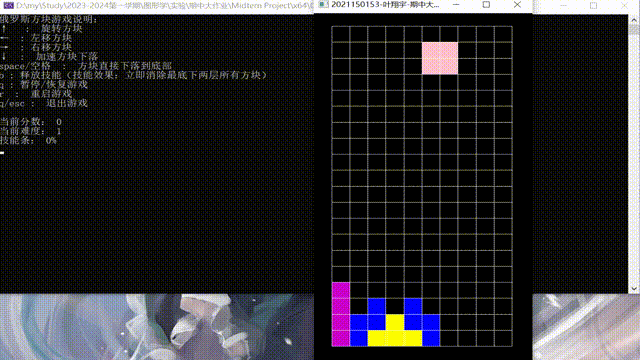 D:\my\Study\2023-2024第一学期\图形学\实验\期中大作业\Midterm Project\x64\D
2021150153-叶翔宇-期中大...
俄罗斯方块游戏说明:
↑ : 旋转方块
← : 左移方块
→ : 右移方块
↓ : 加速方块下落
space/空格 : 方块直接下落到底部
b : 释放技能(技能效果: 立即消除最底下两层所有方块)
: 暂停/恢复游戏
r : 重启游戏
q/esc : 退出游戏
当前分数: 0
当前难度: 1
技能条: 0%